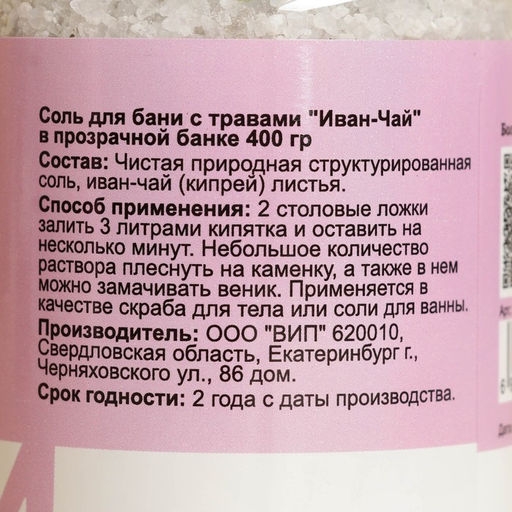 Соль для бани с травами "Иван-Чай"
в прозрачной банке 400 гр
Состав: Чистая природная структурированная
соль, иван-чай (кипрей) листья.
Способ применения: 2 столовые ложки
залить 3 литрами кипятка и оставить на
несколько минут. Небольшое количество
раствора плеснуть на каменку, а также в нем
можно замачивать веник. Применяется в
качестве скраба для тела или соли для ванны.
Производитель: ООО "ВИП" 620010,
Свердловская область, Екатеринбург г.,
Черняховского ул., 86 дом.
Срок годности: 2 года с даты производства.